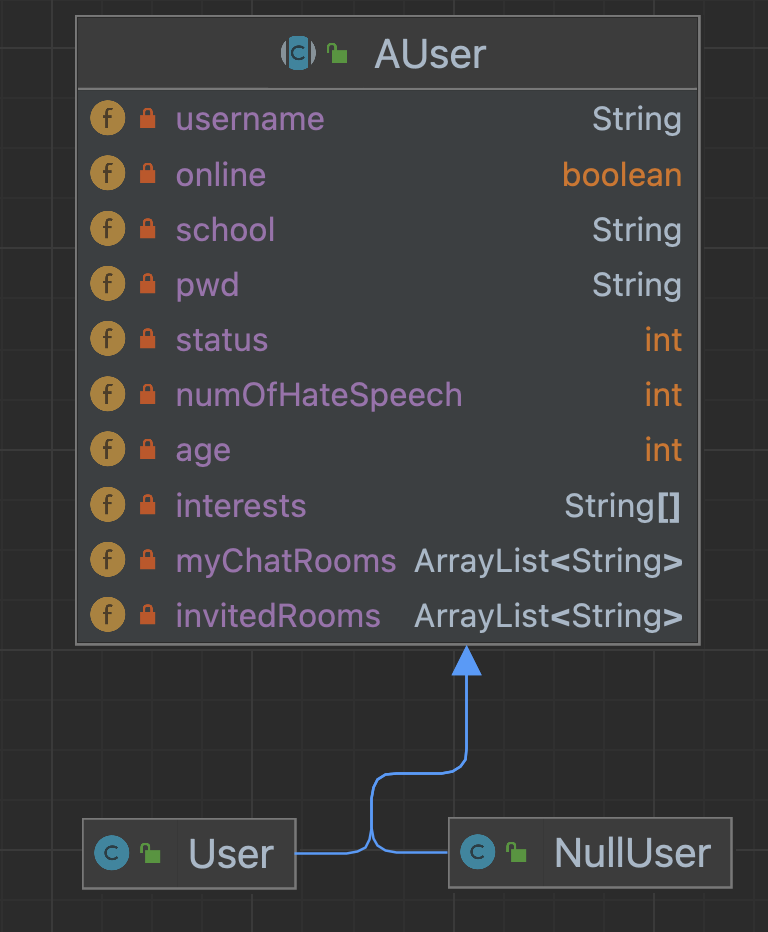 AUser
username String
online boolean
school String
pwd String
status int
numOfHateSpeech int
age int
interests String[]
myChatRooms ArrayList<String>
invitedRooms ArrayList<String>
User
NullUser